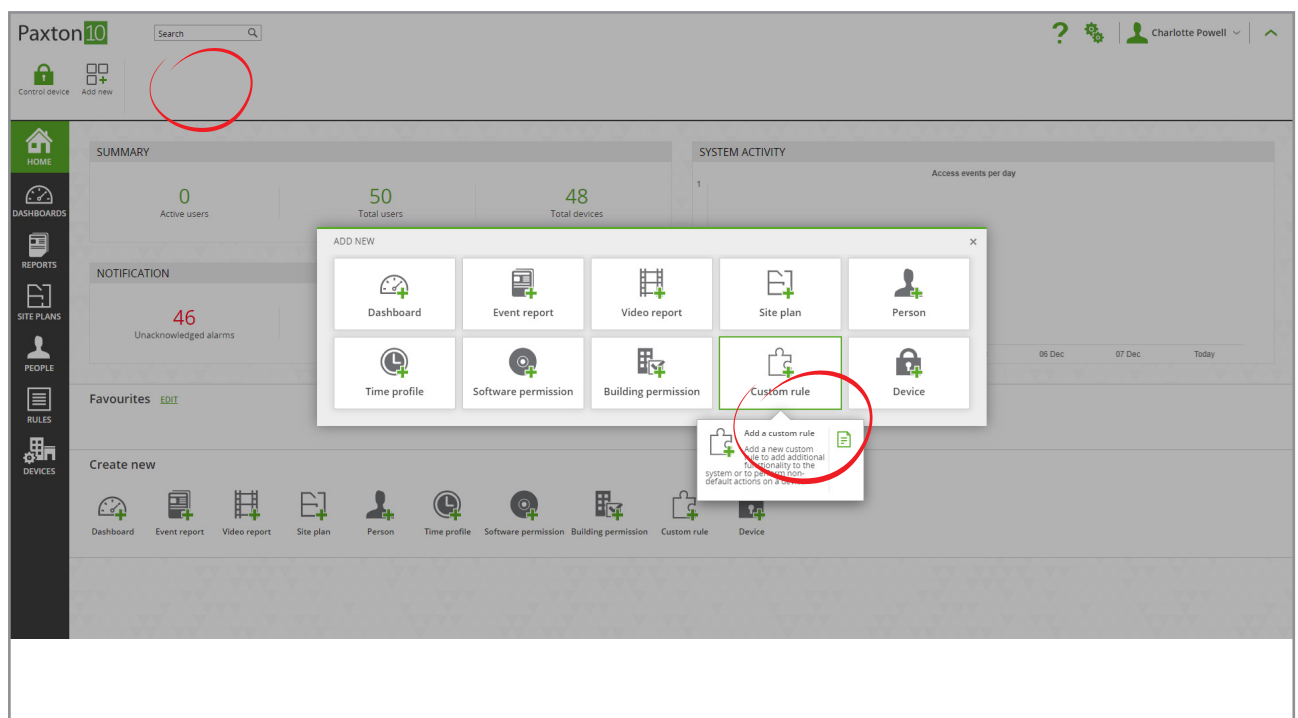 Paxton10
Search
Charlotte Powell
Control device
Add new
HOME
DASHBOARDS
REPORTS
SITE PLANS
PEOPLE
RULES
DEVICES
SUMMARY
0
Active users
50
Total users
48
Total devices
SYSTEM ACTIVITY
Access events per day
1
06 Dec
07 Dec
Today
NOTIFICATION
46
Unacknowledged alarms
ADD NEW
Dashboard
Event report
Video report
Site plan
Person
Time profile
Software permission
Building permission
Custom rule
Device
Add a custom rule
Add a new custom
rule to add additional
functionality to the
system or to perform non-
default actions on a
Favourites EDIT
Create new
Dashboard
Event report
Video report
Site plan
Person
Time profile
Software permission
Building permission
Custom rule
Device